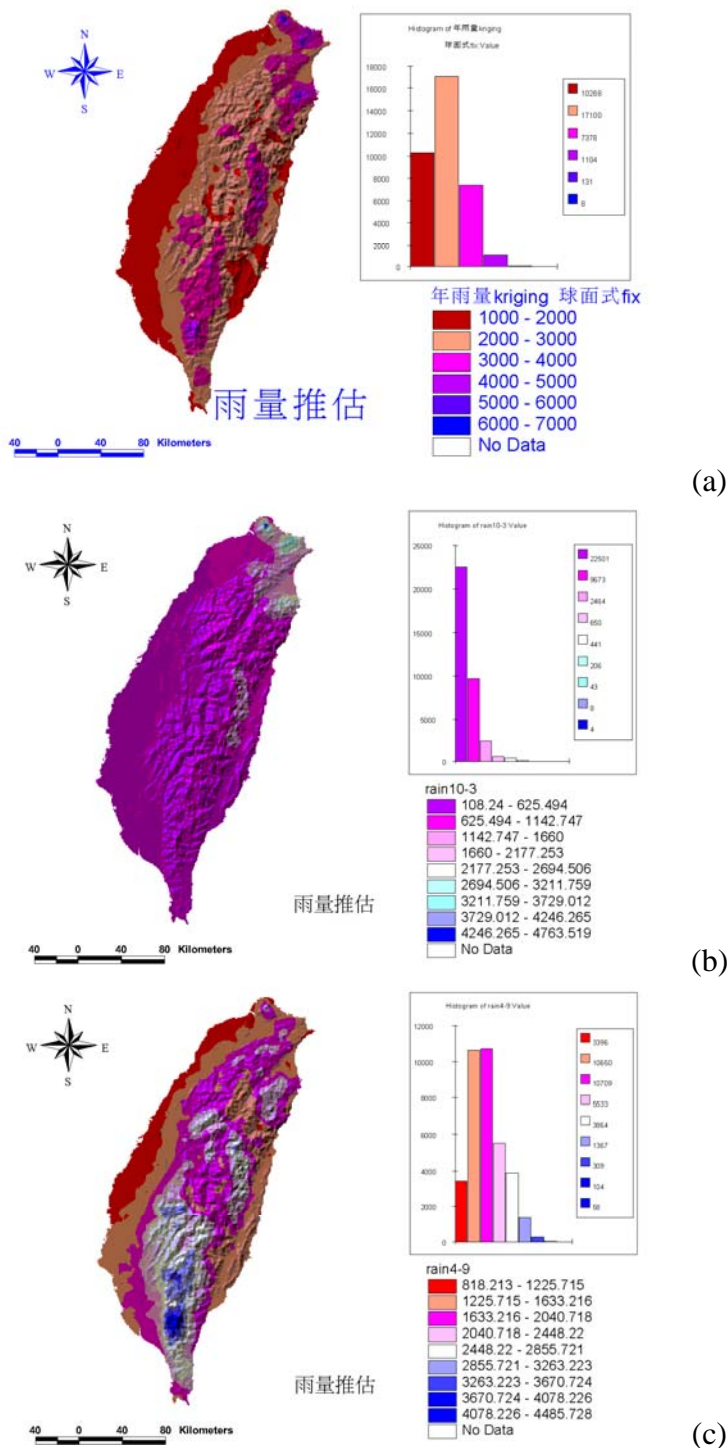 N
W E
S
Histogram of 年雨量kriging
球面式fix Value
18000
16000
14000
12000
10000
8000
6000
4000
2000
0
10268
17100
7378
1104
131
8
年雨量kriging 球面式fix
1000 - 2000
2000 - 3000
3000 - 4000
4000 - 5000
5000 - 6000
6000 - 7000
No Data
雨量推估
40 0 40 80 Kilometers
(a)
N
W E
S
Histogram of rain10-3 Value
25000
20000
15000
10000
5000
0
22501
9673
2464
650
441
206
43
4
rain10-3
108.24 - 625.494
625.494 - 1142.747
1142.747 - 1660
1660 - 2177.253
2177.253 - 2694.506
2694.506 - 3211.759
3211.759 - 3729.012
3729.012 - 4246.265
4246.265 - 4763.519
No Data
雨量推估
40 0 40 80 Kilometers
(b)
N
W E
S
Histogram of rain4-9 Value
12000
10000
8000
6000
4000
2000
0
3396
10660
10709
5533
3864
1367
309
104
58
rain4-9
818.213 - 1225.715
1225.715 - 1633.216
1633.216 - 2040.718
2040.718 - 2448.22
2448.22 - 2855.721
2855.721 - 3263.223
3263.223 - 3670.724
3670.724 - 4078.226
4078.226 - 4485.728
No Data
雨量推估
40 0 40 80 Kilometers
(c)